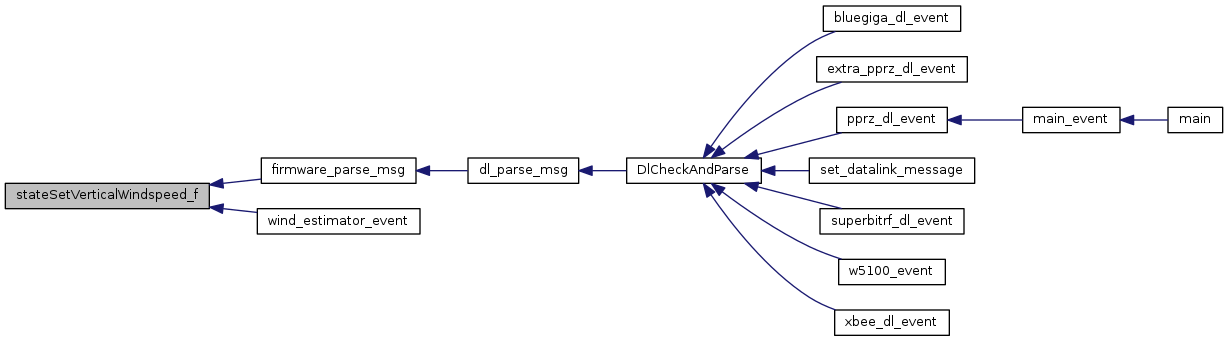 bluegiga_dl_event
extra_pprz_dl_event
pprz_dl_event
main_event
main
firmware_parse_msg
dl_parse_msg
DlCheckAndParse
set_datalink_message
stateSetVerticalWindspeed_f
wind_estimator_event
superbitrf_dl_event
w5100_event
xbee_dl_event